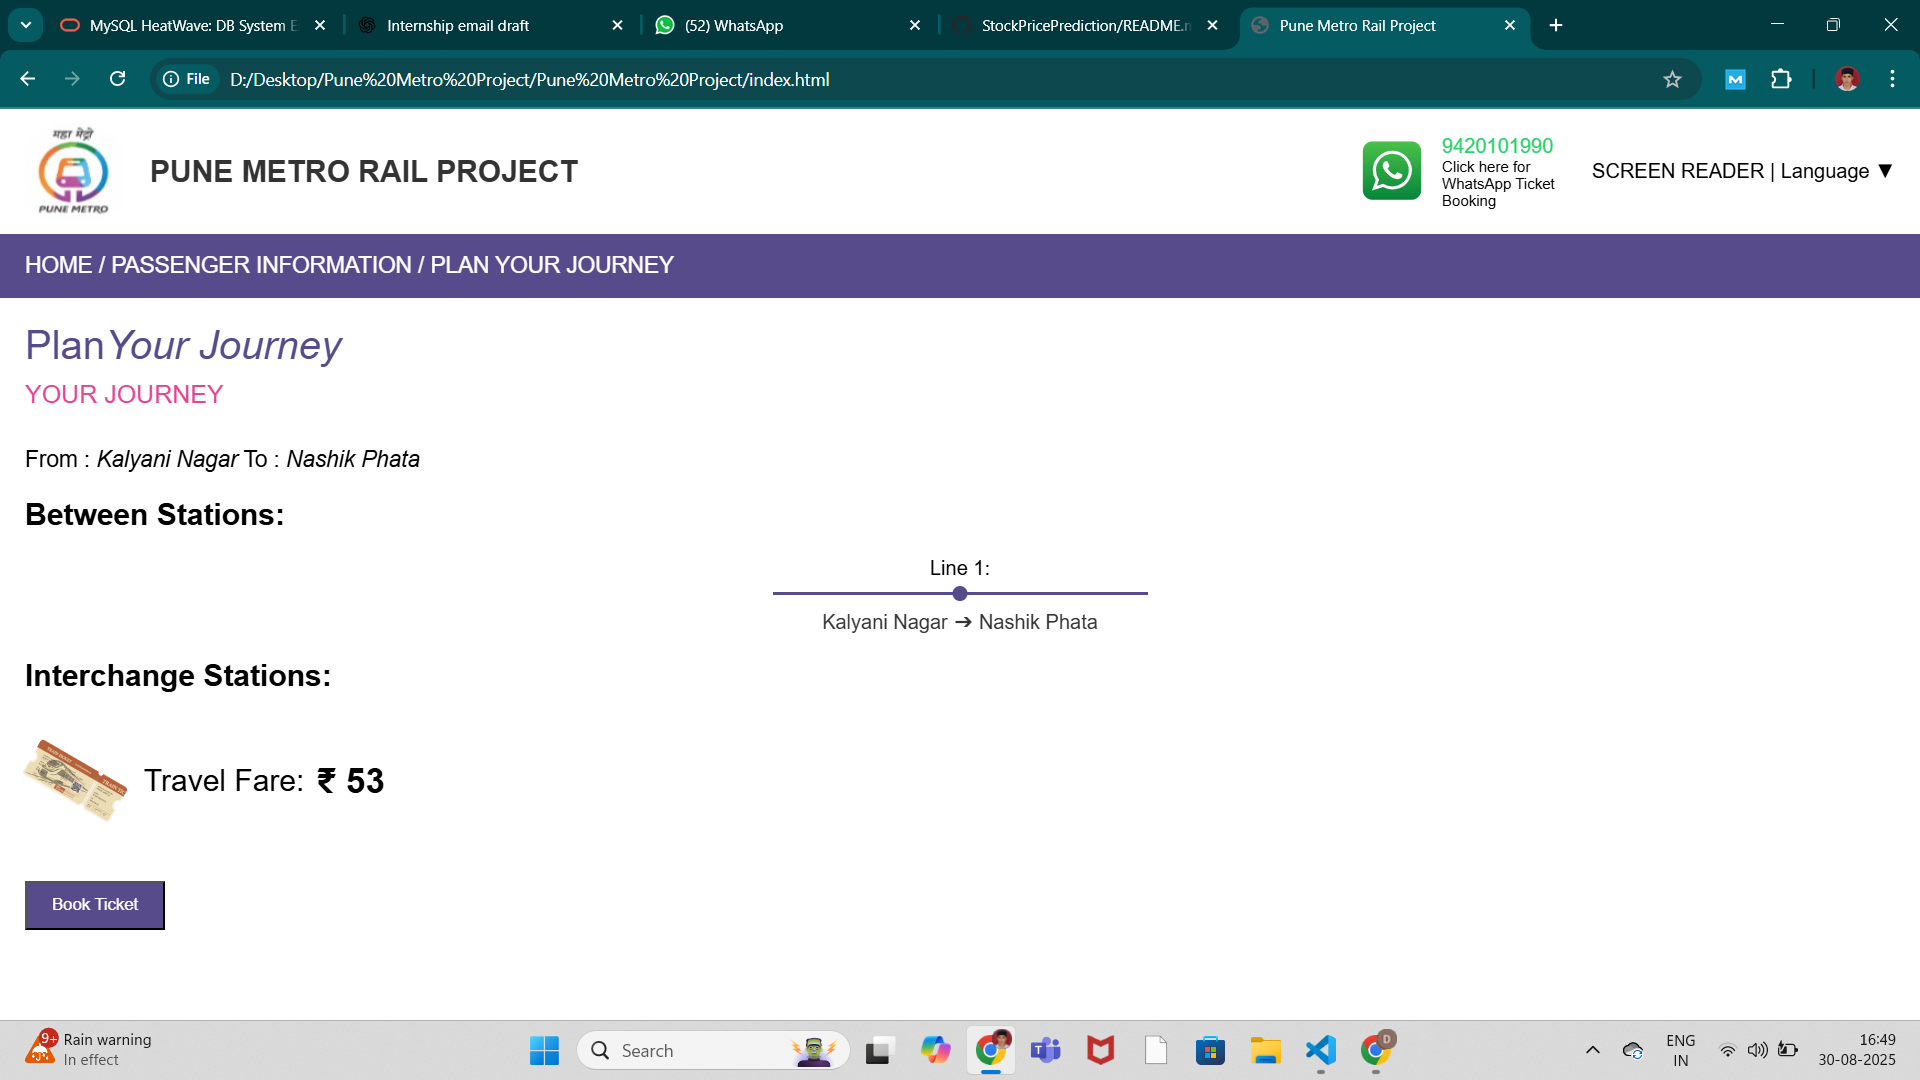 MySQL HeatWave: DB System E
Internship email draft
(52) WhatsApp
StockPricePrediction/README.m
Pune Metro Rail Project
File
D:/Desktop/Pune%20Metro%20Project/Pune%20Metro%20Project/index.html
महा मेट्रो
PUNE METRO
PUNE METRO RAIL PROJECT
9420101990
Click here for
WhatsApp Ticket
Booking
SCREEN READER | Language ▼
HOME / PASSENGER INFORMATION / PLAN YOUR JOURNEY
PlanYour Journey
YOUR JOURNEY
From : Kalyani Nagar To : Nashik Phata
Between Stations:
Line 1:
Kalyani Nagar ➔ Nashik Phata
Interchange Stations:
TRAIN TICKET
Travel Fare: ₹ 53
Book Ticket
9+
Rain warning
In effect
Search
D
ENG
IN
16:49
30-08-2025